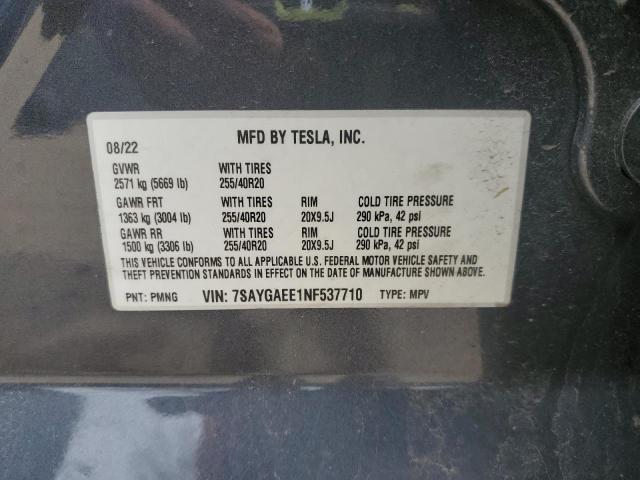 08/22 MFD BY TESLA, INC.
GVWR WITH TIRES
2571 kg (5669 lb) 255/40R20
GAWR FRT WITH TIRES RIM COLD TIRE PRESSURE
1363 kg (3004 lb) 255/40R20 20X9.5J 290 kPa, 42 psi
GAWR RR WITH TIRES RIM COLD TIRE PRESSURE
1500 kg (3306 lb) 255/40R20 20X9.5J 290 kPa, 42 psi
THIS VEHICLE CONFORMS TO ALL APPLICABLE U.S. FEDERAL MOTOR VEHICLE SAFETY AND
THEFT PREVENTION STANDARDS IN EFFECT ON THE DATE OF MANUFACTURE SHOWN ABOVE.
PNT: PMNG VIN: 7SAYGAEE1NF537710 TYPE: MPV